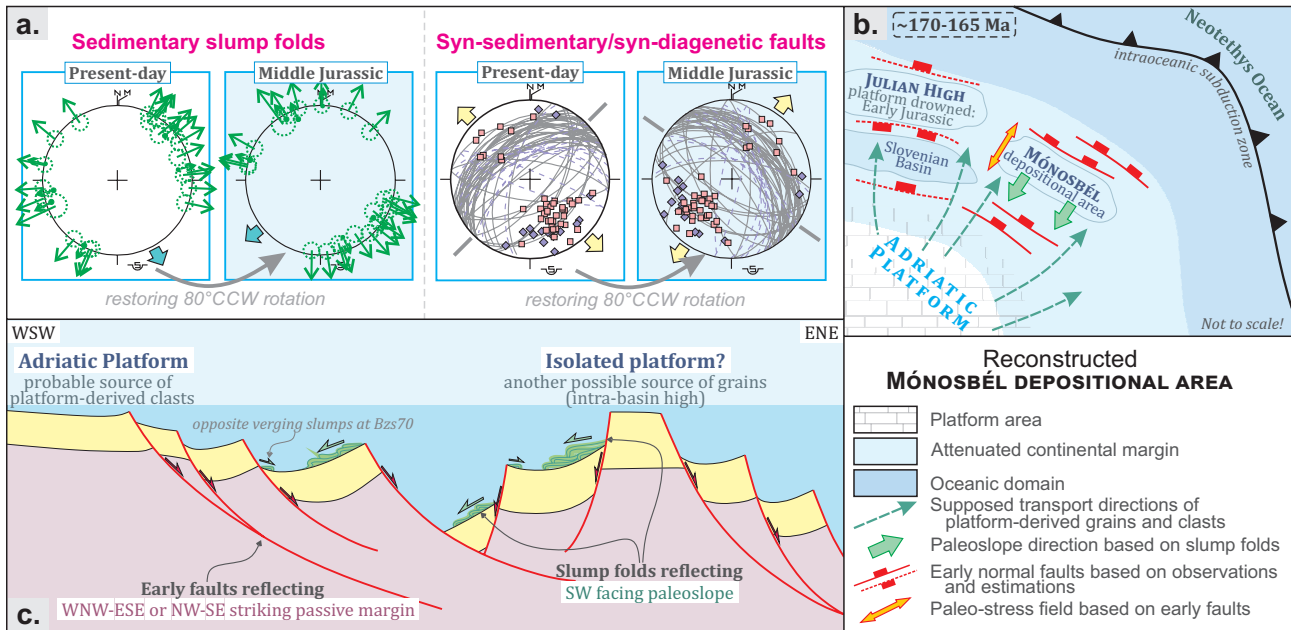 a.
Sedimentary slump folds
Syn-sedimentary/syn-diagenetic faults
Present-day
Middle Jurassic
Present-day
Middle Jurassic
N
N
N
N
S
S
restoring 80°CCW rotation
restoring 80°CCW rotation
b.
~170-165 Ma
Neotethys Ocean
intraoceanic subduction zone
JULIAN HIGH
platform drowned:
Early Jurassic
Slovenian
Basin
MÓNOSBÉL
depositional area
ADRIATIC
PLATFORM
Not to scale!
WSW
ENE
Adriatic Platform
probable source of
platform-derived clasts
Isolated platform?
another possible source of grains
(intra-basin high)
opposite verging slumps at Bzs70
Early faults reflecting
WNW-ESE or NW-SE striking passive margin
Slump folds reflecting
SW facing paleoslope
c.
Reconstructed
MÓNOSBÉL DEPOSITIONAL AREA
Platform area
Attenuated continental margin
Oceanic domain
Supposed transport directions of
platform-derived grains and clasts
Paleoslope direction based on slump folds
Early normal faults based on observations
and estimations
Paleo-stress field based on early faults